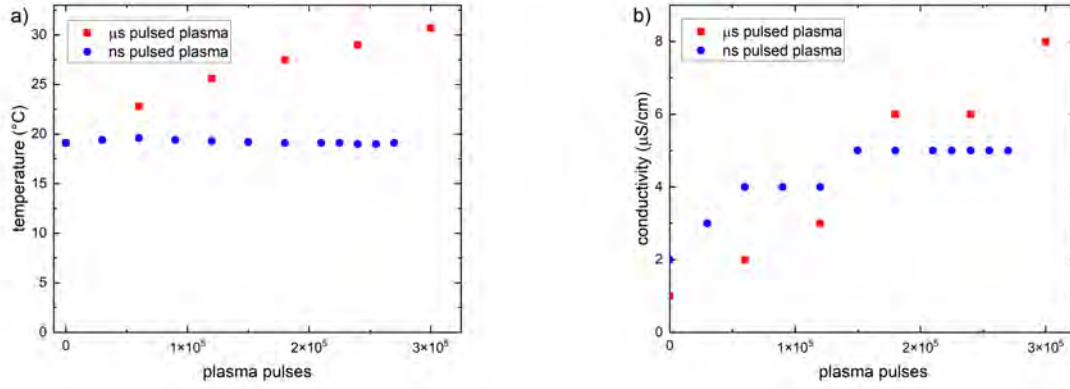 a)
μs pulsed plasma
ns pulsed plasma
30
25
20
15
10
5
0
temperature (°C)
0
1×10⁵
2×10⁵
3×10⁵
plasma pulses
b)
μs pulsed plasma
ns pulsed plasma
8
6
4
2
0
conductivity (μS/cm)
0
1×10⁵
2×10⁵
3×10⁵
plasma pulses